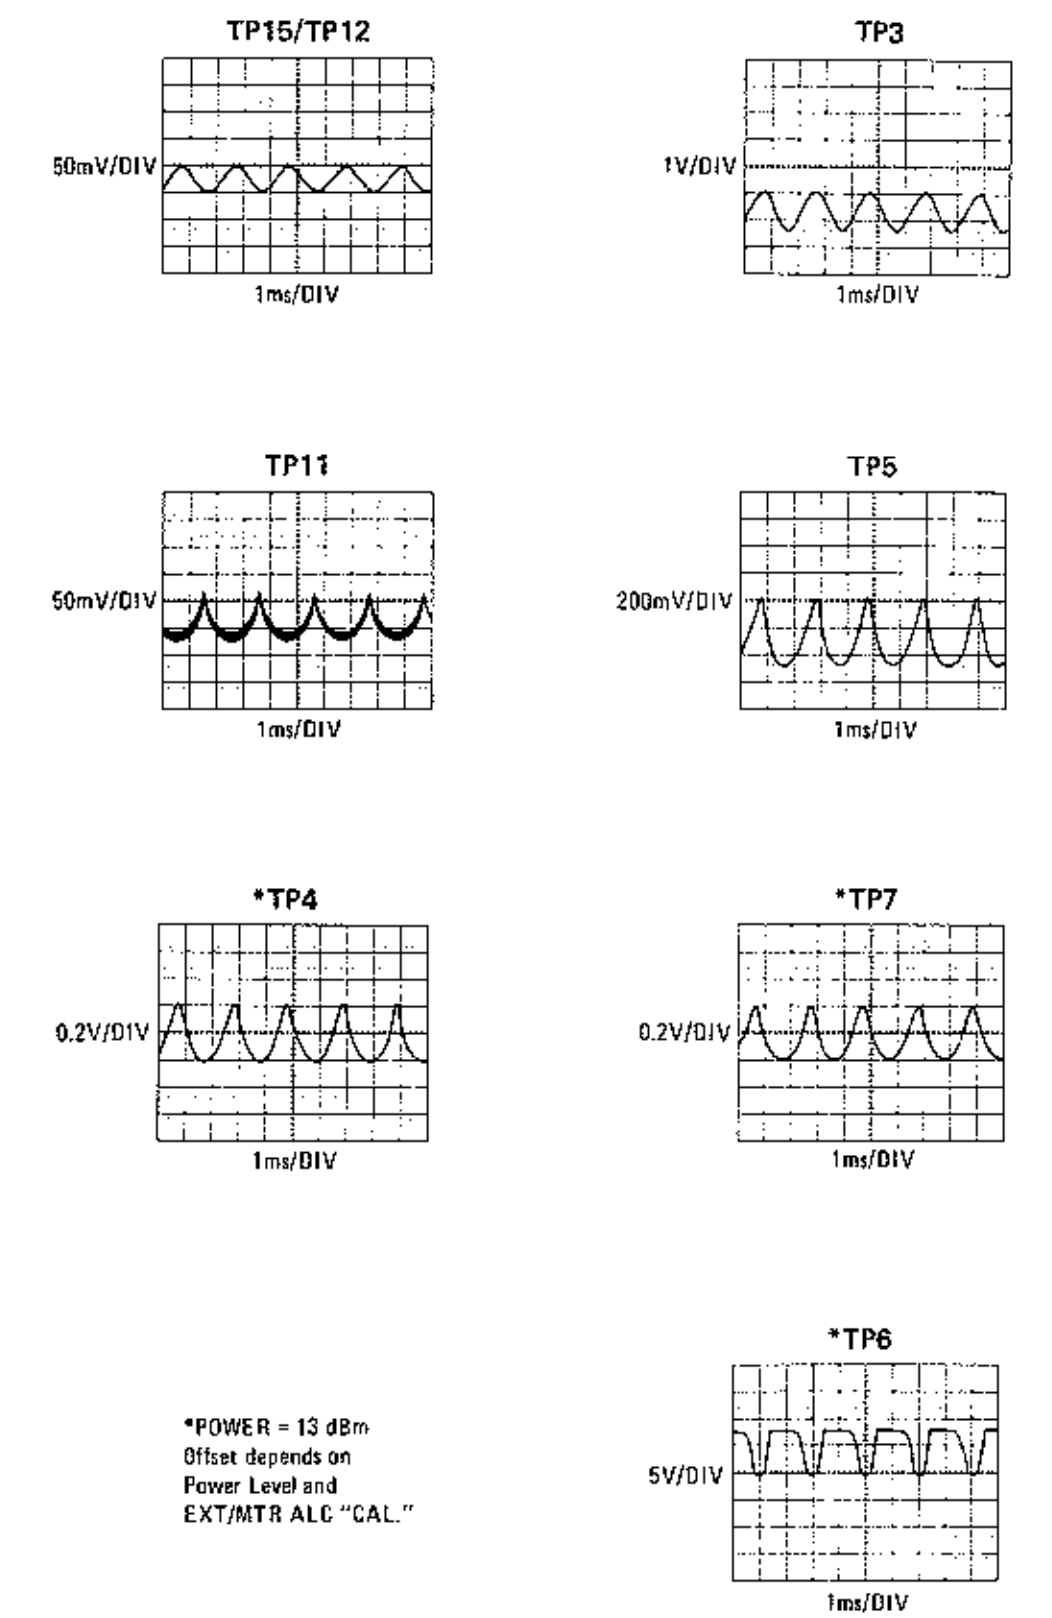 TP15/TP12
50mV/DIV
1ms/DIV
TP3
1V/DIV
1ms/DIV
TP11
50mV/DIV
1ms/DIV
TP5
200mV/DIV
1ms/DIV
*TP4
0.2V/DIV
1ms/DIV
*TP7
0.2V/DIV
1ms/DIV
*TP6
5V/DIV
1ms/DIV
*POWER = 13 dBm
Offset depends on
Power Level and
EXT/MTR ALC "CAL."